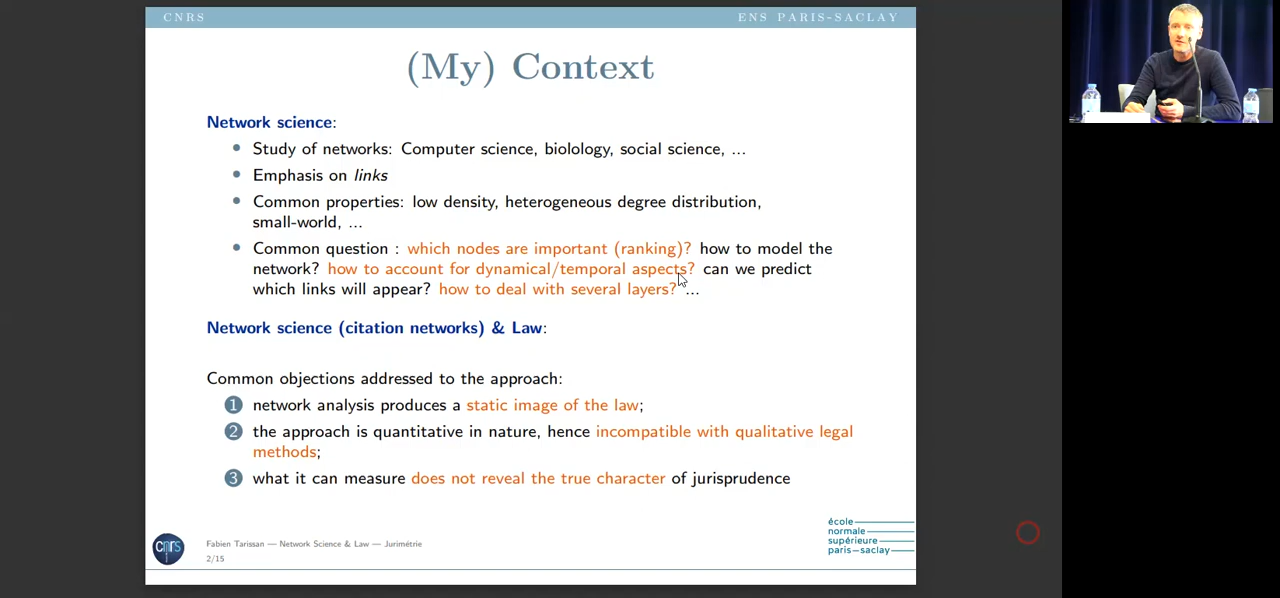 CNRS
ENS PARIS-SACLAY
(My) Context
Network science:
Study of networks: Computer science, biolology, social science, ...
Emphasis on links
Common properties: low density, heterogeneous degree distribution,
small-world, ...
Common question : which nodes are important (ranking)? how to model the
network? how to account for dynamical/temporal aspects? can we predict
which links will appear? how to deal with several layers? ...
Network science (citation networks) & Law:
Common objections addressed to the approach:
1 network analysis produces a static image of the law;
2 the approach is quantitative in nature, hence incompatible with qualitative legal
methods;
3 what it can measure does not reveal the true character of jurisprudence
cnrs
Fabien Tarissan — Network Science & Law — Jurimétrie
2/15
école
normale
supérieure
paris–saclay